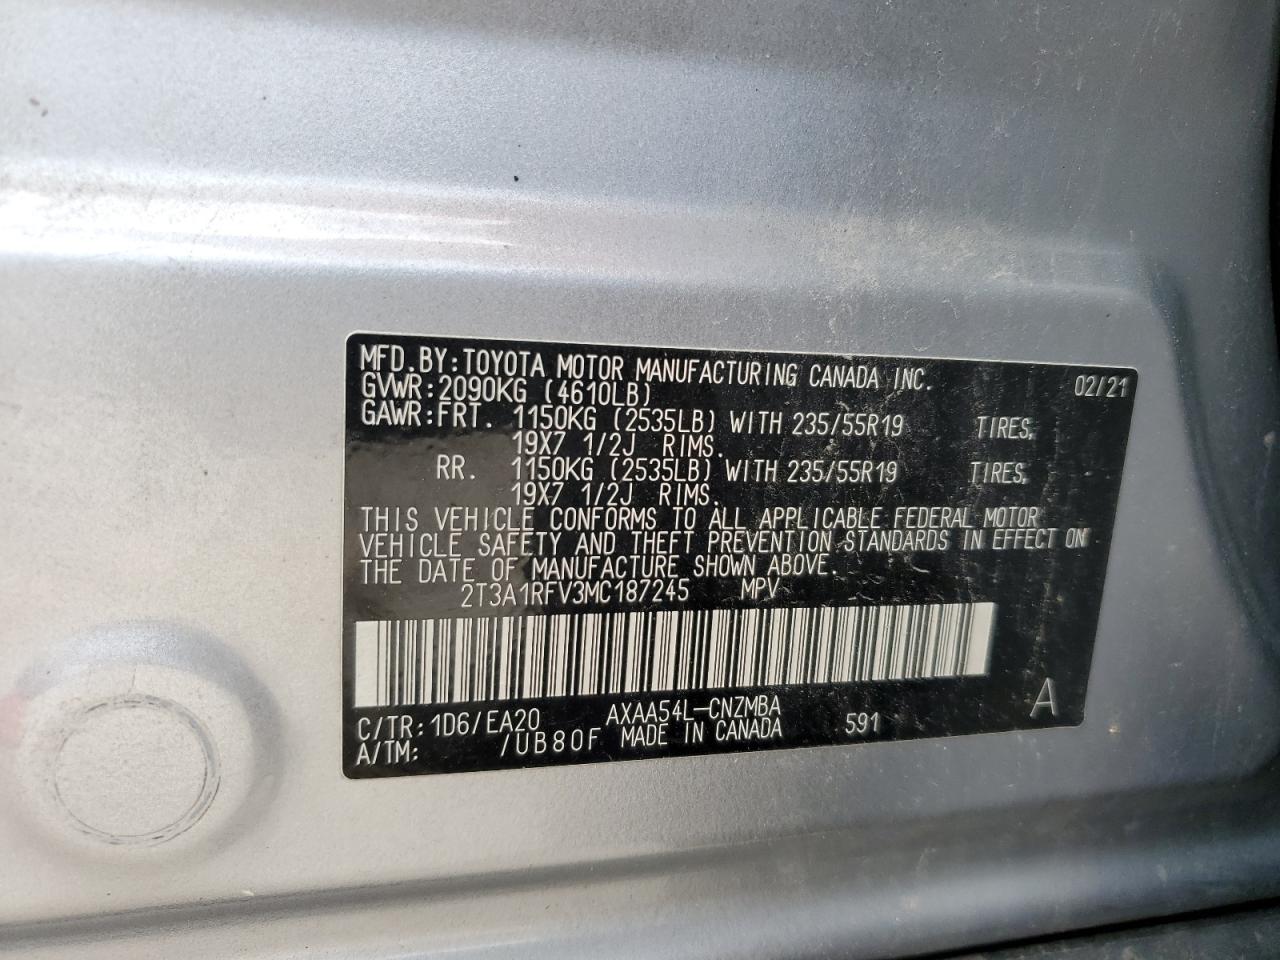 MFD.BY:TOYOTA MOTOR MANUFACTURING CANADA INC. 02/21
GVWR:2090KG (4610LB)
GAWR:FRT. 1150KG (2535LB) WITH 235/55R19 TIRES,
19X7 1/2J RIMS.
RR. 1150KG (2535LB) WITH 235/55R19 TIRES,
19X7 1/2J RIMS.
THIS VEHICLE CONFORMS TO ALL APPLICABLE FEDERAL MOTOR
VEHICLE SAFETY AND THEFT PREVENTION STANDARDS IN EFFECT ON
THE DATE OF MANUFACTURE SHOWN ABOVE.
2T3A1RFV3MC187245 MPV
C/TR:1D6/EA20 AXAA54L-CNZMBA A
A/TM: /UB80F MADE IN CANADA 591